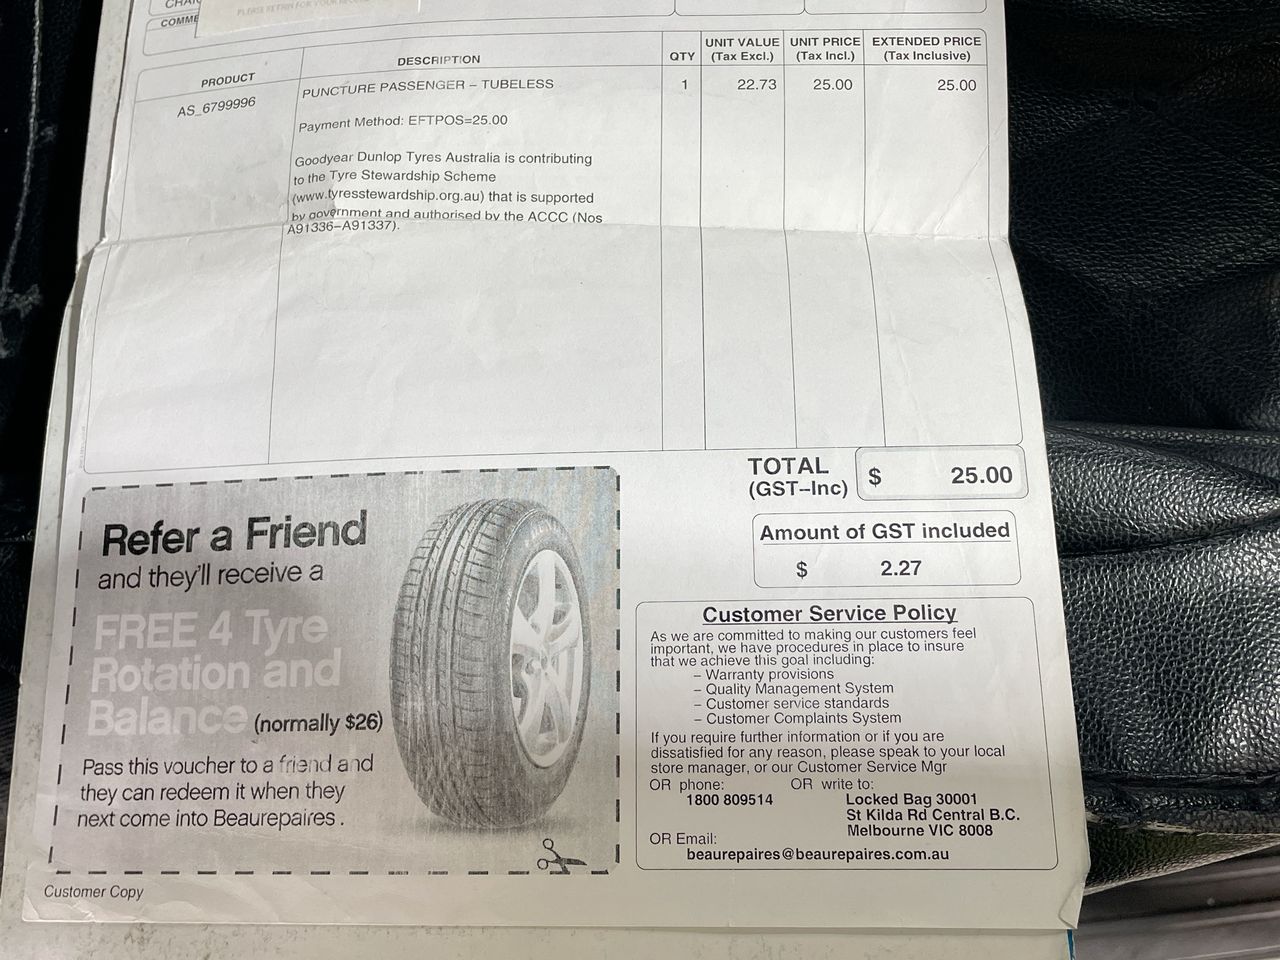 COMME
PLEASE RETAIN FOR YOUR
PRODUCT DESCRIPTION QTY UNIT VALUE (Tax Excl.) UNIT PRICE (Tax Incl.) EXTENDED PRICE (Tax Inclusive)
AS_6799996 PUNCTURE PASSENGER – TUBELESS 1 22.73 25.00 25.00
Payment Method: EFTPOS=25.00
Goodyear Dunlop Tyres Australia is contributing
to the Tyre Stewardship Scheme
(www.tyresstewardship.org.au) that is supported
by government and authorised by the ACCC (Nos
A91336–A91337).
TOTAL
(GST–Inc) $ 25.00
Amount of GST included
$ 2.27
Refer a Friend
and they'll receive a
FREE 4 Tyre
Rotation and
Balance (normally $26)
Pass this voucher to a friend and
they can redeem it when they
next come into Beaurepaires .
Customer Service Policy
As we are committed to making our customers feel
important, we have procedures in place to insure
that we achieve this goal including:
– Warranty provisions
– Quality Management System
– Customer service standards
– Customer Complaints System
If you require further information or if you are
dissatisfied for any reason, please speak to your local
store manager, or our Customer Service Mgr
OR phone: OR write to:
1800 809514 Locked Bag 30001
St Kilda Rd Central B.C.
Melbourne VIC 8008
OR Email:
beaurepaires@beaurepaires.com.au
Customer Copy